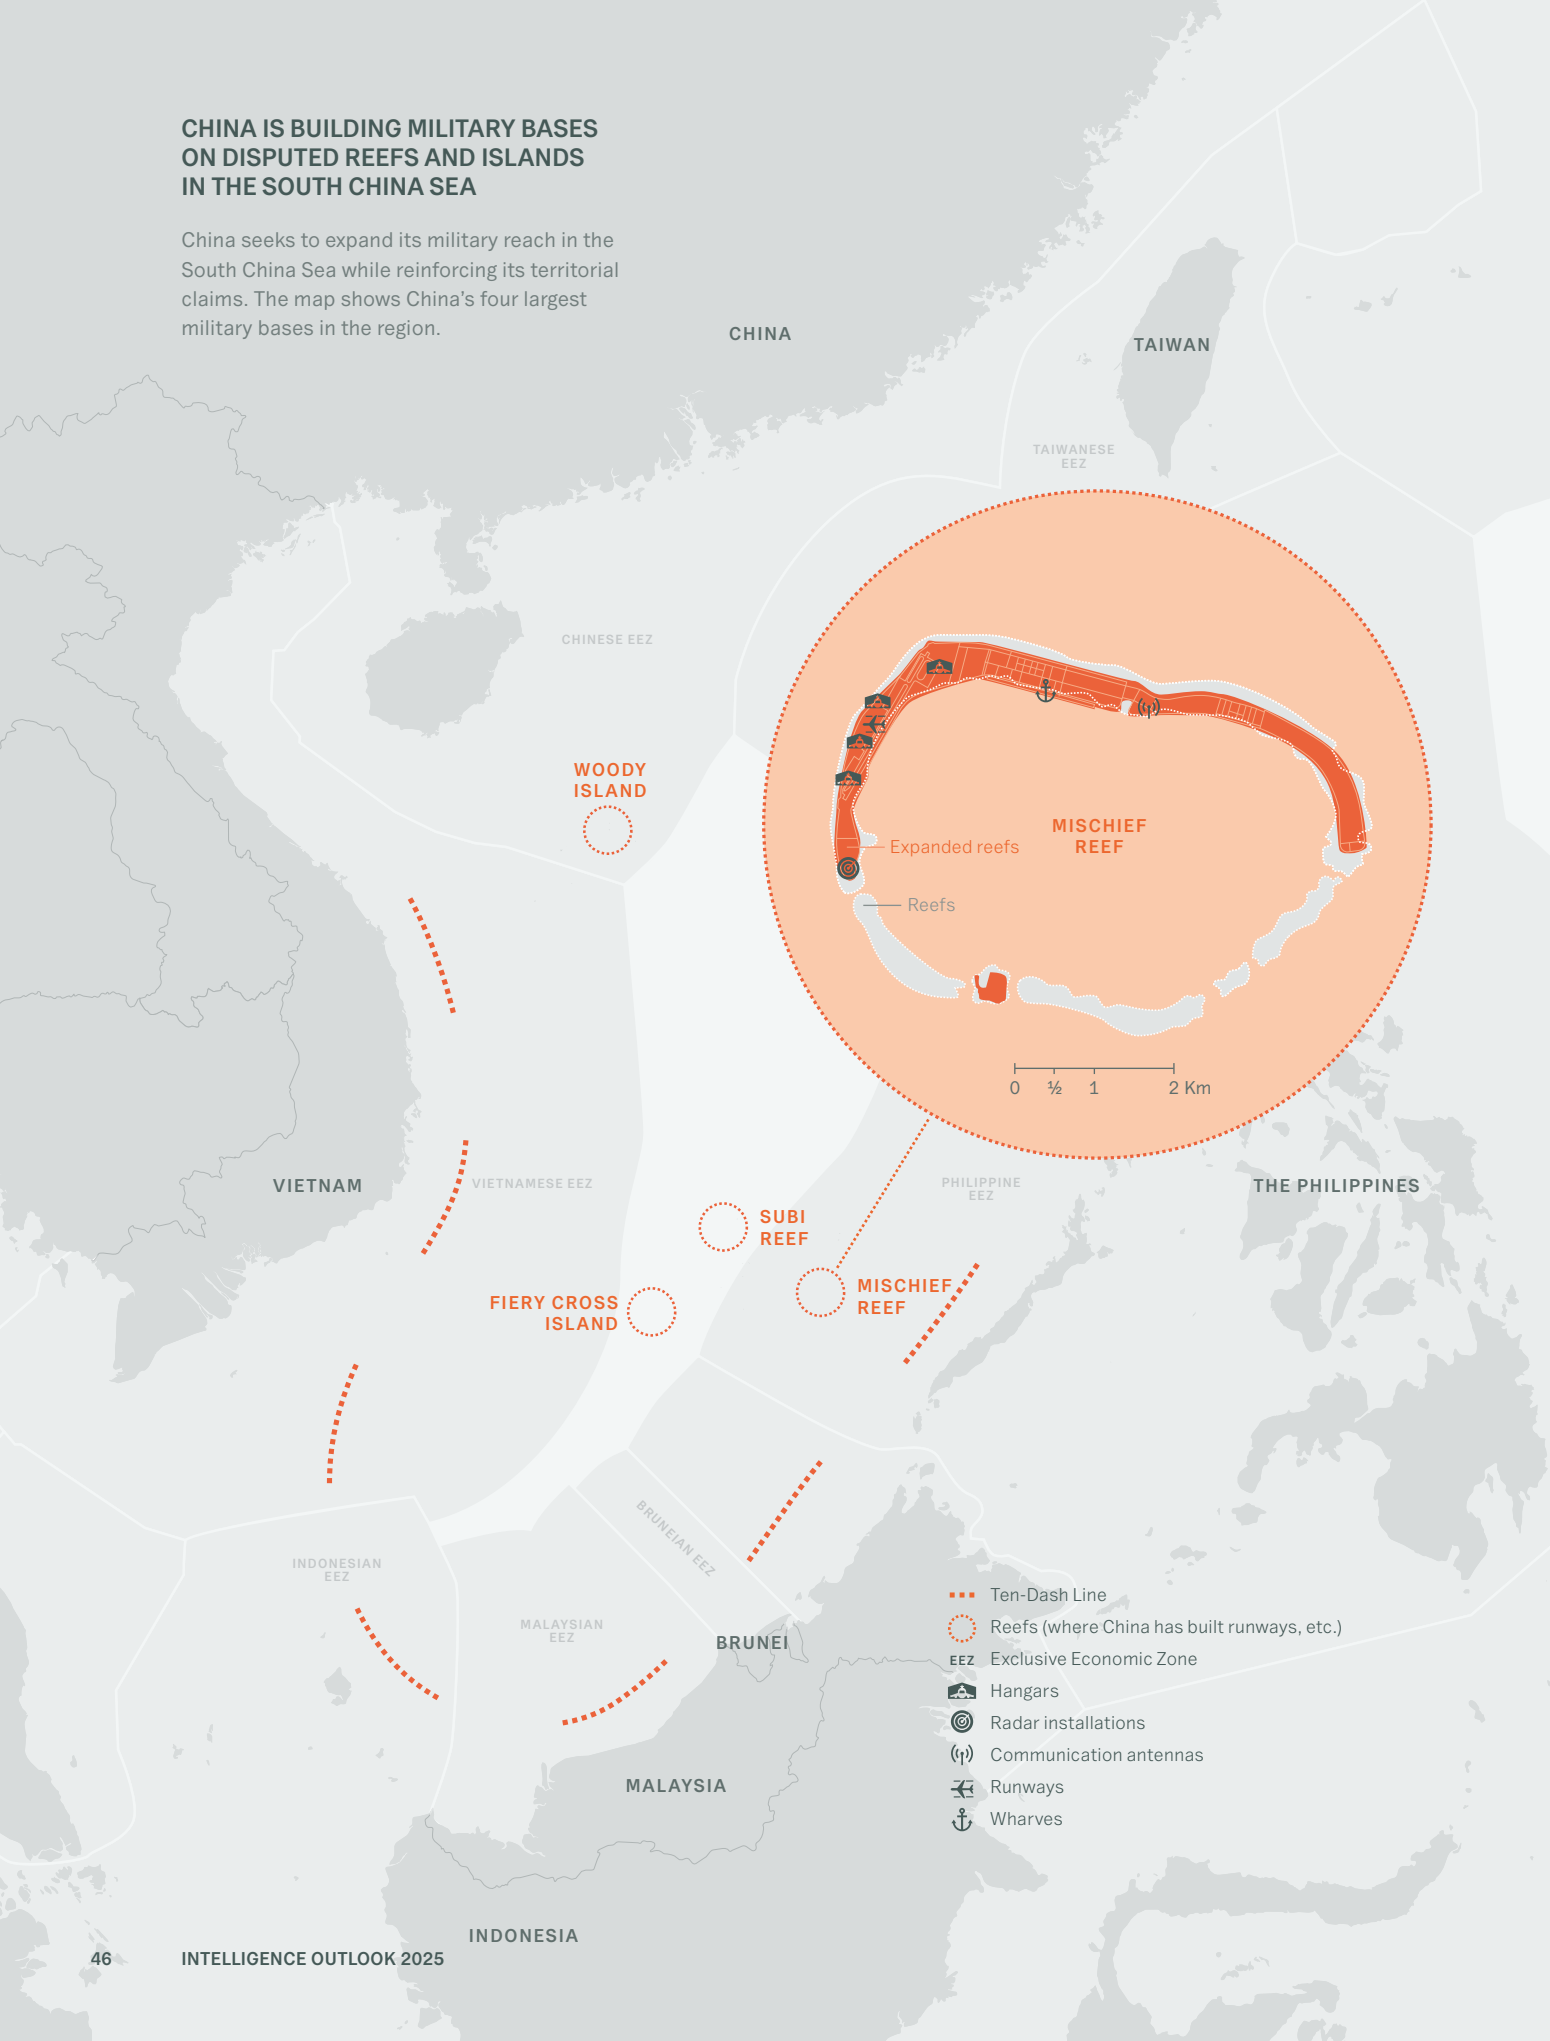 CHINA IS BUILDING MILITARY BASES
ON DISPUTED REEFS AND ISLANDS
IN THE SOUTH CHINA SEA
China seeks to expand its military reach in the
South China Sea while reinforcing its territorial
claims. The map shows China’s four largest
military bases in the region.
CHINA
TAIWAN
TAIWANESE
EEZ
CHINESE EEZ
WOODY
ISLAND
MISCHIEF
REEF
Expanded reefs
Reefs
0 ½ 1 2 Km
VIETNAM
VIETNAMESE EEZ
PHILIPPINE
EEZ
THE PHILIPPINES
SUBI
REEF
MISCHIEF
REEF
FIERY CROSS
ISLAND
BRUNEIAN EEZ
INDONESIAN
EEZ
MALAYSIAN
EEZ
BRUNEI
Ten-Dash Line
Reefs (where China has built runways, etc.)
EEZ Exclusive Economic Zone
Hangars
Radar installations
Communication antennas
Runways
Wharves
MALAYSIA
INDONESIA
46 INTELLIGENCE OUTLOOK 2025